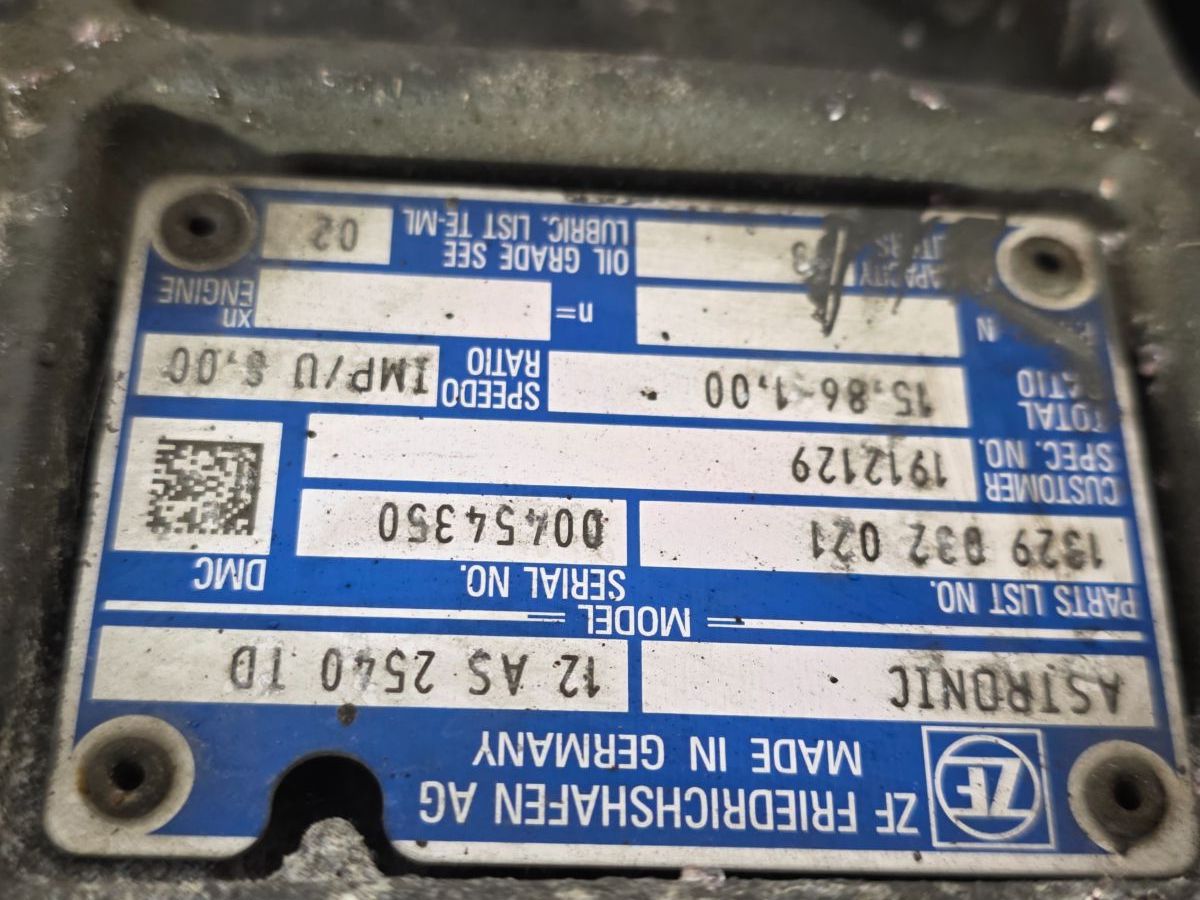 ZF
ZF FRIEDRICHSHAFEN AG
MADE IN GERMANY
ASTRONIC 12 AS 2540 TD
= MODEL =
PARTS LIST NO. SERIAL NO. DMC
1329 032 021 00454350
CUSTOMER SPEC. NO. 1912129
TOTAL RATIO 15,86-1,00 SPEEDO RATIO IMP/U 6,00
N n= xn ENGINE
OIL GRADE SEE LUBRIC. LIST TE-ML 02